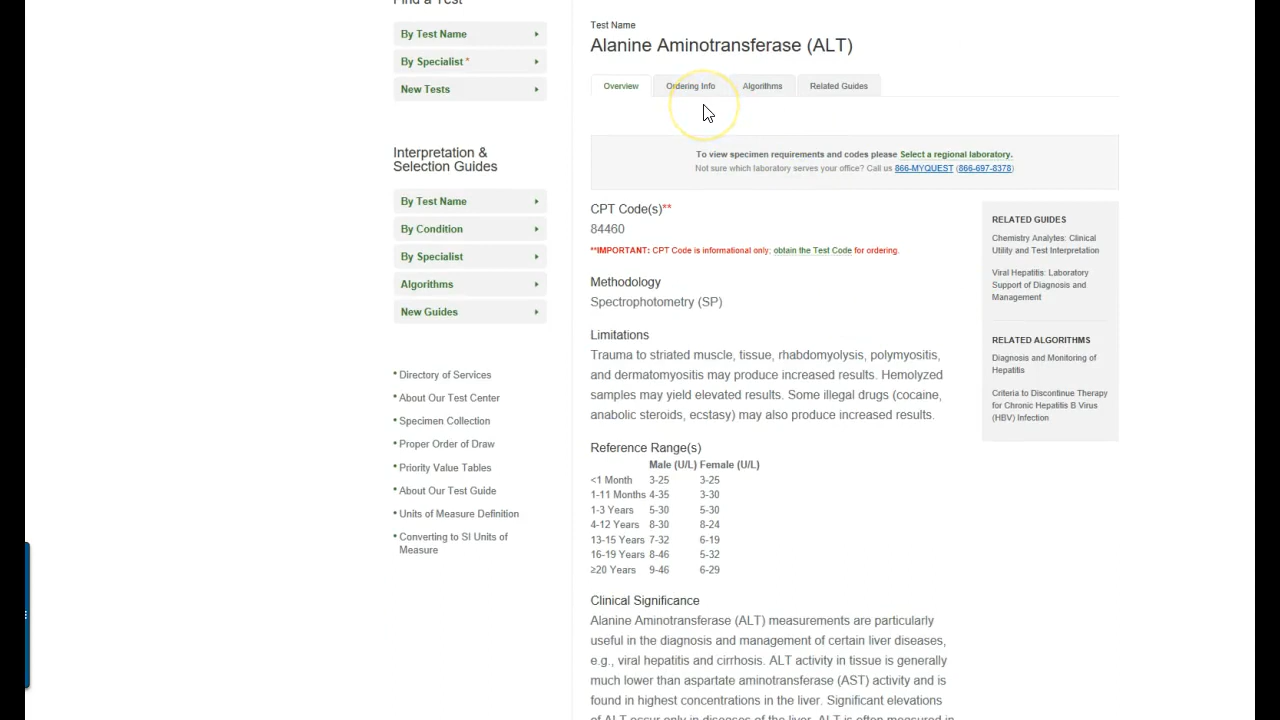 Find a Test
By Test Name
By Specialist *
New Tests
Interpretation &
Selection Guides
By Test Name
By Condition
By Specialist
Algorithms
New Guides
Directory of Services
About Our Test Center
Specimen Collection
Proper Order of Draw
Priority Value Tables
About Our Test Guide
Units of Measure Definition
Converting to SI Units of
Measure
Test Name
Alanine Aminotransferase (ALT)
Overview Ordering Info Algorithms Related Guides
To view specimen requirements and codes please Select a regional laboratory.
Not sure which laboratory serves your office? Call us 866-MYQUEST (866-697-8378)
CPT Code(s)**
84460
**IMPORTANT: CPT Code is informational only; obtain the Test Code for ordering.
Methodology
Spectrophotometry (SP)
Limitations
Trauma to striated muscle, tissue, rhabdomyolysis, polymyositis,
and dermatomyositis may produce increased results. Hemolyzed
samples may yield elevated results. Some illegal drugs (cocaine,
anabolic steroids, ecstasy) may also produce increased results.
Reference Range(s)
Male (U/L) Female (U/L)
<1 Month 3-25 3-25
1-11 Months 4-35 3-30
1-3 Years 5-30 5-30
4-12 Years 8-30 8-24
13-15 Years 7-32 6-19
16-19 Years 8-46 5-32
≥20 Years 9-46 6-29
Clinical Significance
Alanine Aminotransferase (ALT) measurements are particularly
useful in the diagnosis and management of certain liver diseases,
e.g., viral hepatitis and cirrhosis. ALT activity in tissue is generally
much lower than aspartate aminotransferase (AST) activity and is
found in highest concentrations in the liver. Significant elevations
of ALT occur only in diseases of the liver. ALT is often measured in
RELATED GUIDES
Chemistry Analytes: Clinical
Utility and Test Interpretation
Viral Hepatitis: Laboratory
Support of Diagnosis and
Management
RELATED ALGORITHMS
Diagnosis and Monitoring of
Hepatitis
Criteria to Discontinue Therapy
for Chronic Hepatitis B Virus
(HBV) Infection